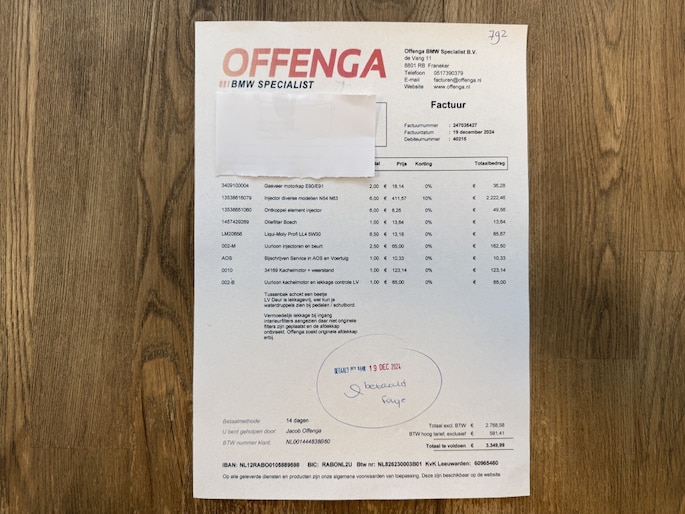 792
OFFENGA
BMW SPECIALIST
Offenga BMW Specialist B.V.
de Vang 11
8801 RB Franeker
Telefoon 0517390379
E-mail facturen@offenga.nl
Website www.offenga.nl
Factuur
Factuurnummer : 247036427
Factuurdatum : 19 december 2024
Debiteurnummer : 40216
Prijs Korting Totaalbedrag
3409100004 Gasveer motorkap E90/E91 2,00 € 18,14 0% € 36,28
13538616079 Injector diverse modellen N54 N63 6,00 € 411,57 10% € 2.222,46
13538681060 Ontkoppel element injector 6,00 € 8,26 0% € 49,56
11457429269 Oliefilter Bosch 1,00 € 13,64 0% € 13,64
LM20656 Liqui-Moly Profi LL4 5W30 6,50 € 13,18 0% € 85,67
002-M Uurloon injectoren en beurt 2,50 € 65,00 0% € 162,50
AOS Bijschrijven Service in AOS en Voertuig 1,00 € 10,33 0% € 10,33
0010 34169 Kachelmotor + weerstand 1,00 € 123,14 0% € 123,14
002-B Uurloon kachelmotor en lekkage controle LV 1,00 € 65,00 0% € 65,00
Tussenbak schokt een beetje
LV Deur is lekkagevrij, wel kun je
waterdruppels zien bij pedalen / schutbord.
Vermoedelijk lekkage bij ingang
interieurfilters aangezien daar niet originele
filters zijn geplaatst en de afdekkap
ontbraakt. Offenga zoekt originele afdekkap
erbij.
19 DEC 2024
betaald
Betaalmethode: 14 dagen
U bent geholpen door: Jacob Offenga
BTW nummer klant: NL001444838B60
Totaal excl. BTW € 2.768,58
BTW hoog tarief, exclusief € 581,41
Totaal te voldoen € 3.349,99
IBAN: NL12RABO0105889588 BIC: RABONL2U Btw nr: NL826230003B01 KvK Leeuwarden: 60965460
Op alle geleverde diensten en producten zijn onze algemene voorwaarden van toepassing. Deze zijn beschikbaar op de website.